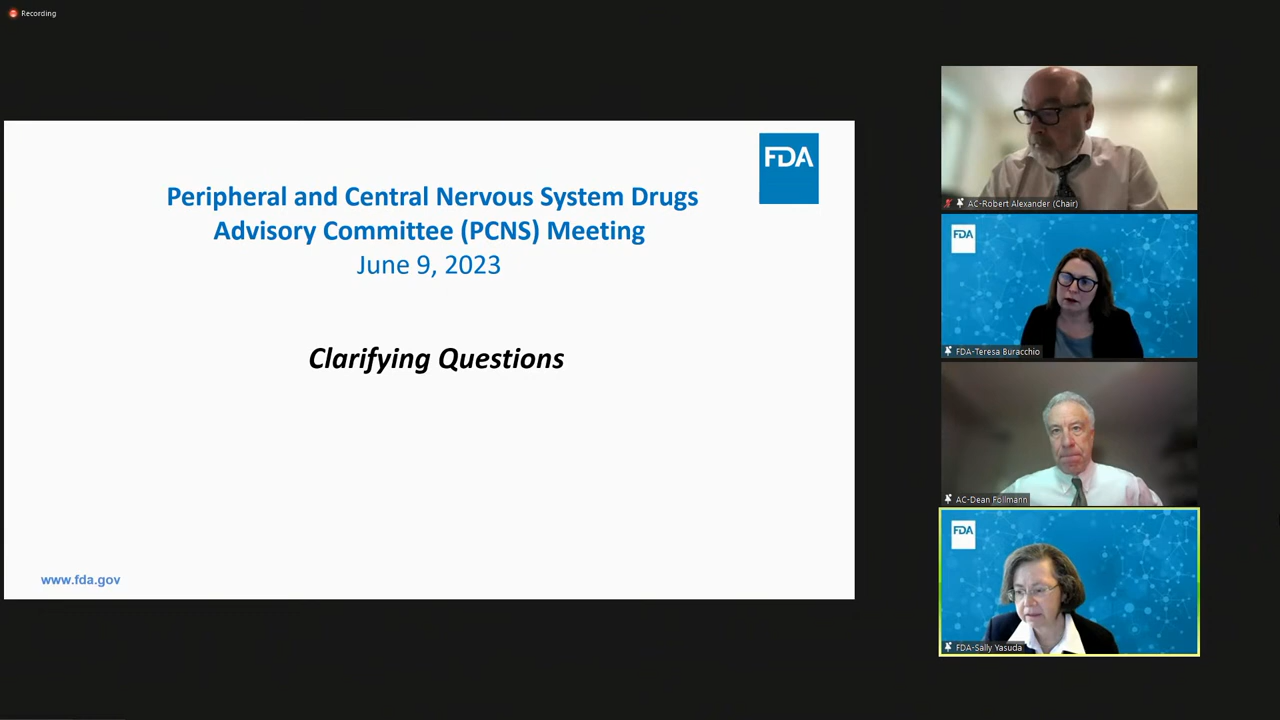 Recording
FDA
Peripheral and Central Nervous System Drugs
Advisory Committee (PCNS) Meeting
June 9, 2023
Clarifying Questions
www.fda.gov
AC-Robert Alexander (Chair)
FDA
FDA-Teresa Buracchio
AC-Dean Follmann
FDA
FDA-Sally Yasuda